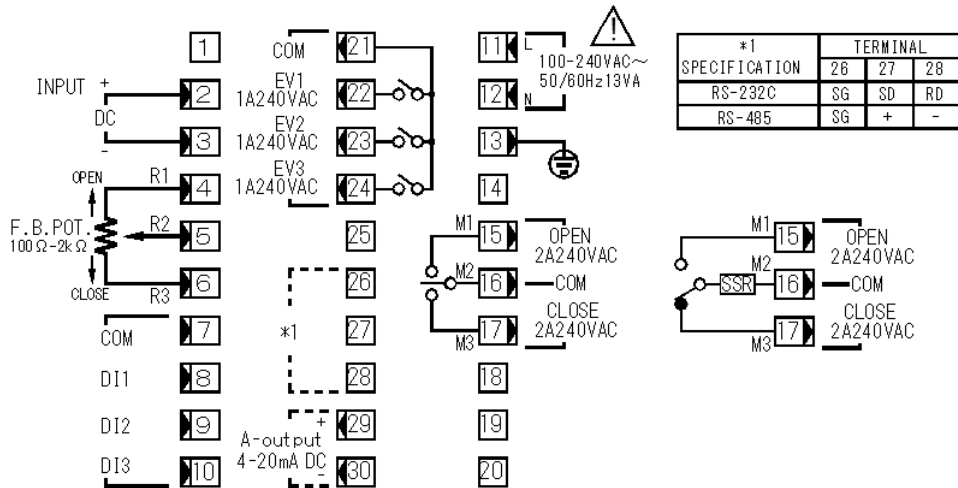 1
INPUT + 2
DC
- 3
OPEN R1 4
F.B.POT. R2 5
100Ω-2kΩ
CLOSE R3 6
COM 7
DI1 8
DI2 9
DI3 10
COM 21
EV1 22
1A240VAC
EV2 23
1A240VAC
EV3 24
1A240VAC
25
26
*1 27
28
+ 29
A-output
4-20mA DC
- 30
11 L
100-240VAC~
50/60Hz13VA
12 N
13
14
M1 15 OPEN
2A240VAC
M2 16 COM
CLOSE
M3 17 2A240VAC
18
19
20
*1 TERMINAL
SPECIFICATION 26 27 28
RS-232C SG SD RD
RS-485 SG + -
M1 15 OPEN
2A240VAC
SSR M2 16 COM
CLOSE
M3 17 2A240VAC